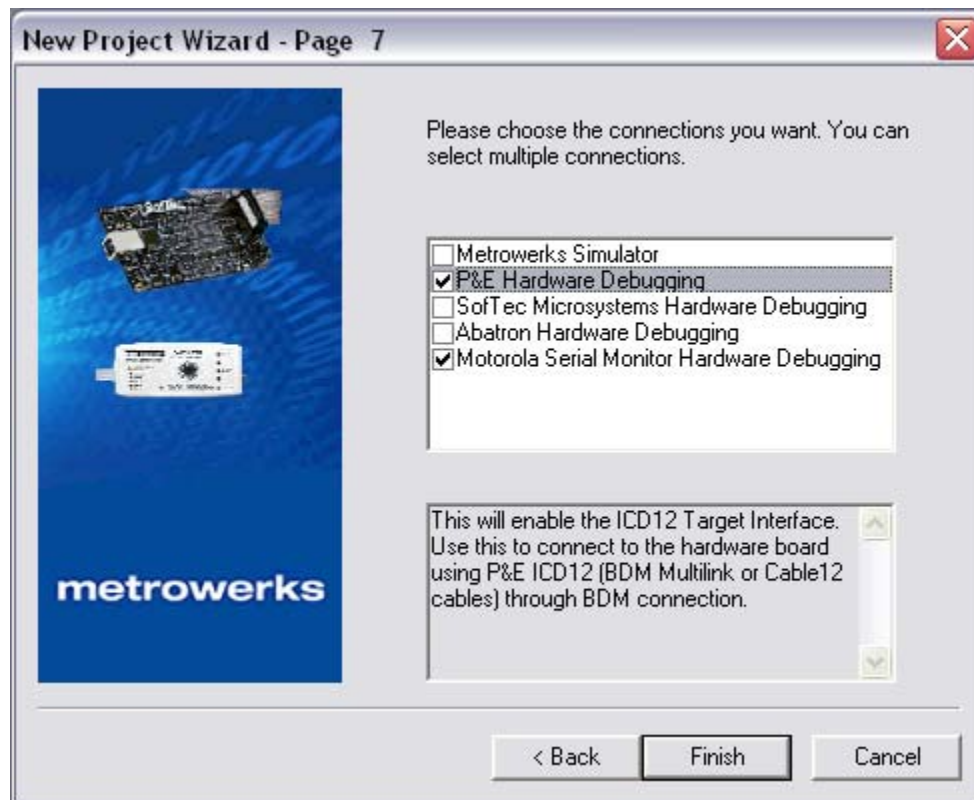 New Project Wizard - Page 7
Please choose the connections you want. You can
select multiple connections.
Metrowerks Simulator
P&E Hardware Debugging
SofTec Microsystems Hardware Debugging
Abatron Hardware Debugging
Motorola Serial Monitor Hardware Debugging
This will enable the ICD12 Target Interface.
Use this to connect to the hardware board
using P&E ICD12 (BDM Multilink or Cable12
cables) through BDM connection.
SofTec
metrowerks
< Back
Finish
Cancel